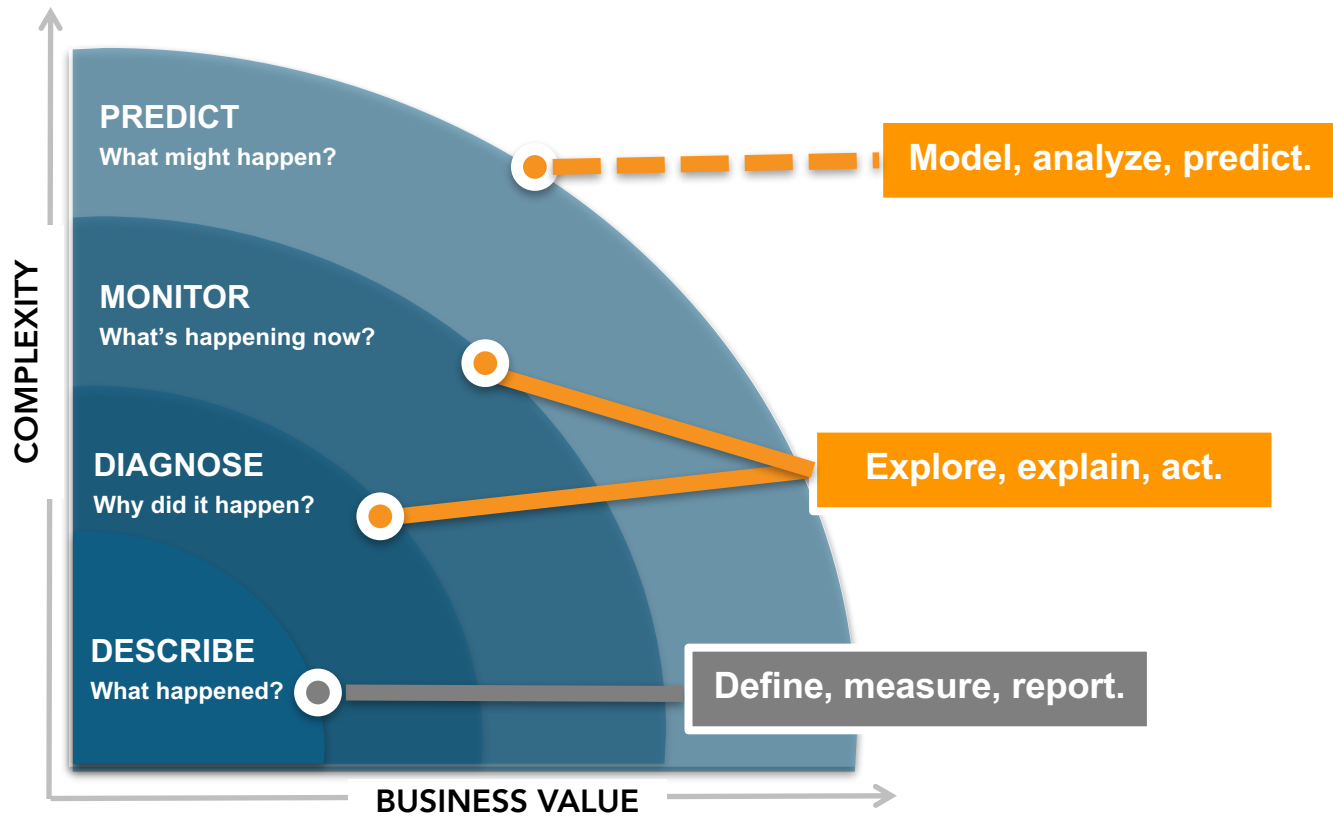 PREDICT
What might happen?
Model, analyze, predict.
MONITOR
What’s happening now?
COMPLEXITY
DIAGNOSE
Why did it happen?
Explore, explain, act.
DESCRIBE
What happened?
Define, measure, report.
BUSINESS VALUE